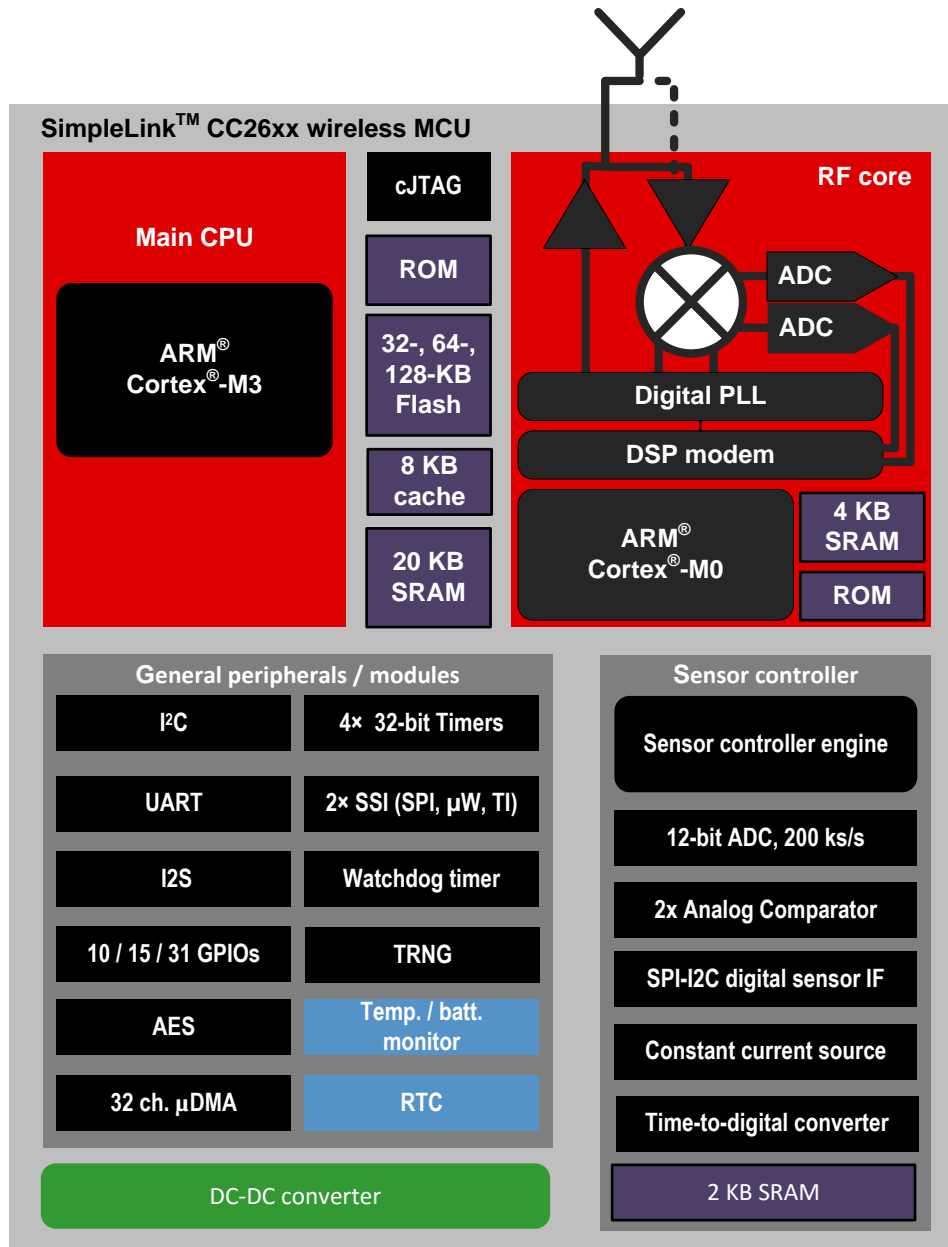 SimpleLink™ CC26xx wireless MCU
Main CPU
ARM®
Cortex®-M3
cJTAG
ROM
32-, 64-,
128-KB
Flash
8 KB
cache
20 KB
SRAM
RF core
ADC
ADC
Digital PLL
DSP modem
ARM®
Cortex®-M0
4 KB
SRAM
ROM
General peripherals / modules
I²C
4× 32-bit Timers
UART
2× SSI (SPI, µW, TI)
I2S
Watchdog timer
10 / 15 / 31 GPIOs
TRNG
AES
Temp. / batt.
monitor
32 ch. µDMA
RTC
Sensor controller
Sensor controller engine
12-bit ADC, 200 ks/s
2x Analog Comparator
SPI-I2C digital sensor IF
Constant current source
Time-to-digital converter
2 KB SRAM
DC-DC converter